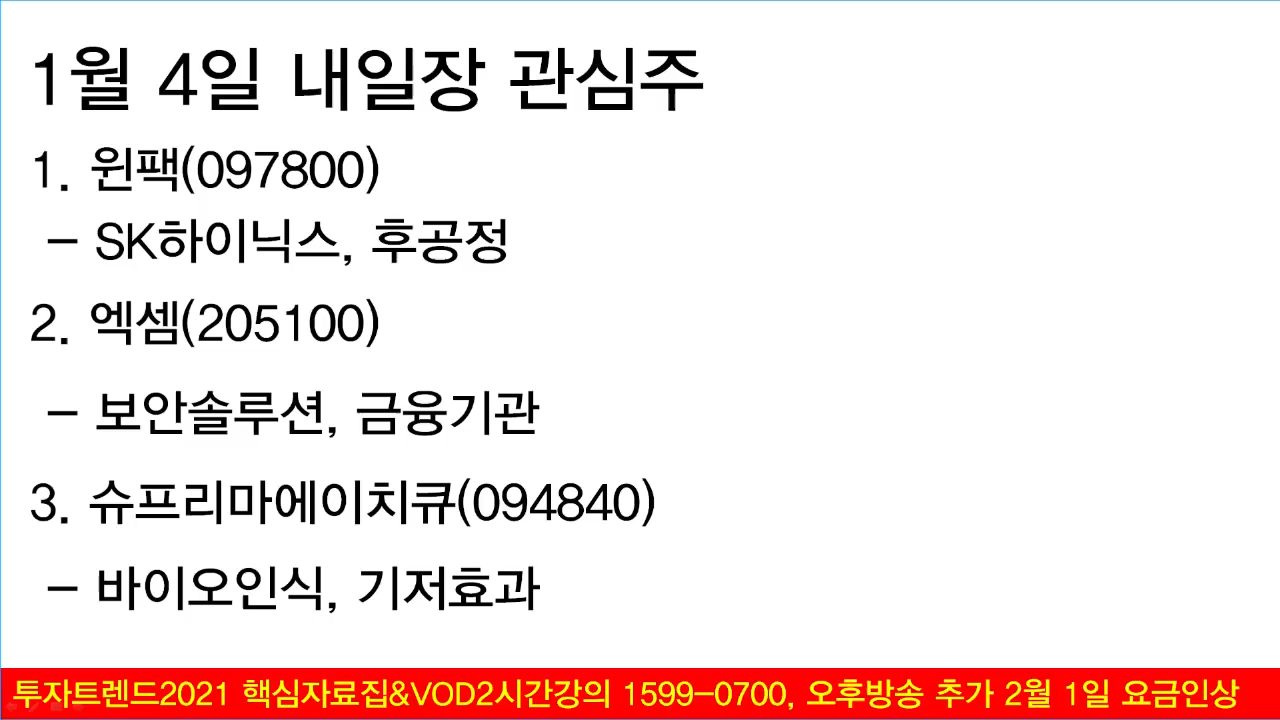 1월 4일 내일장 관심주
1. 윈팩(097800)
– SK하이닉스, 후공정
2. 엑셈(205100)
– 보안솔루션, 금융기관
3. 슈프리마에이치큐(094840)
– 바이오인식, 기저효과
투자트렌드2021 핵심자료집&VOD2시간강의 1599-0700, 오후방송 추가 2월 1일 요금인상